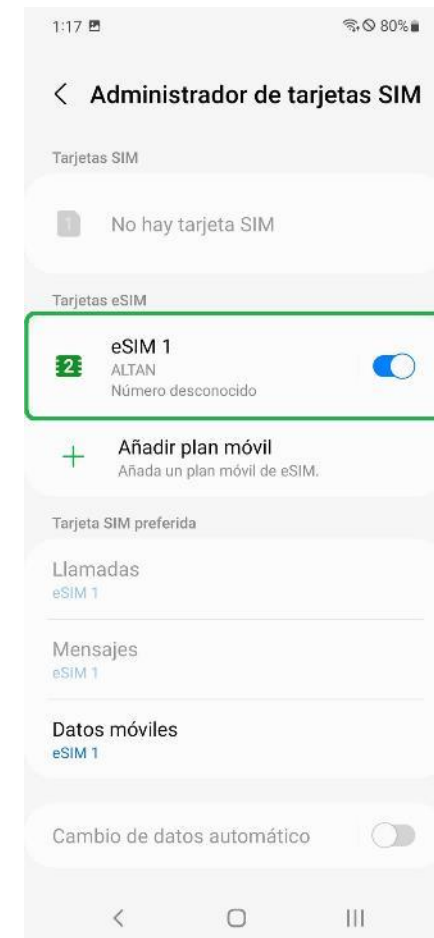 1:17 80%
Administrador de tarjetas SIM
Tarjetas SIM
1 No hay tarjeta SIM
Tarjetas eSIM
eSIM 1
2 ALTAN
Número desconocido
Añadir plan móvil
Añada un plan móvil de eSIM.
Tarjeta SIM preferida
Llamadas
eSIM 1
Mensajes
eSIM 1
Datos móviles
eSIM 1
Cambio de datos automático